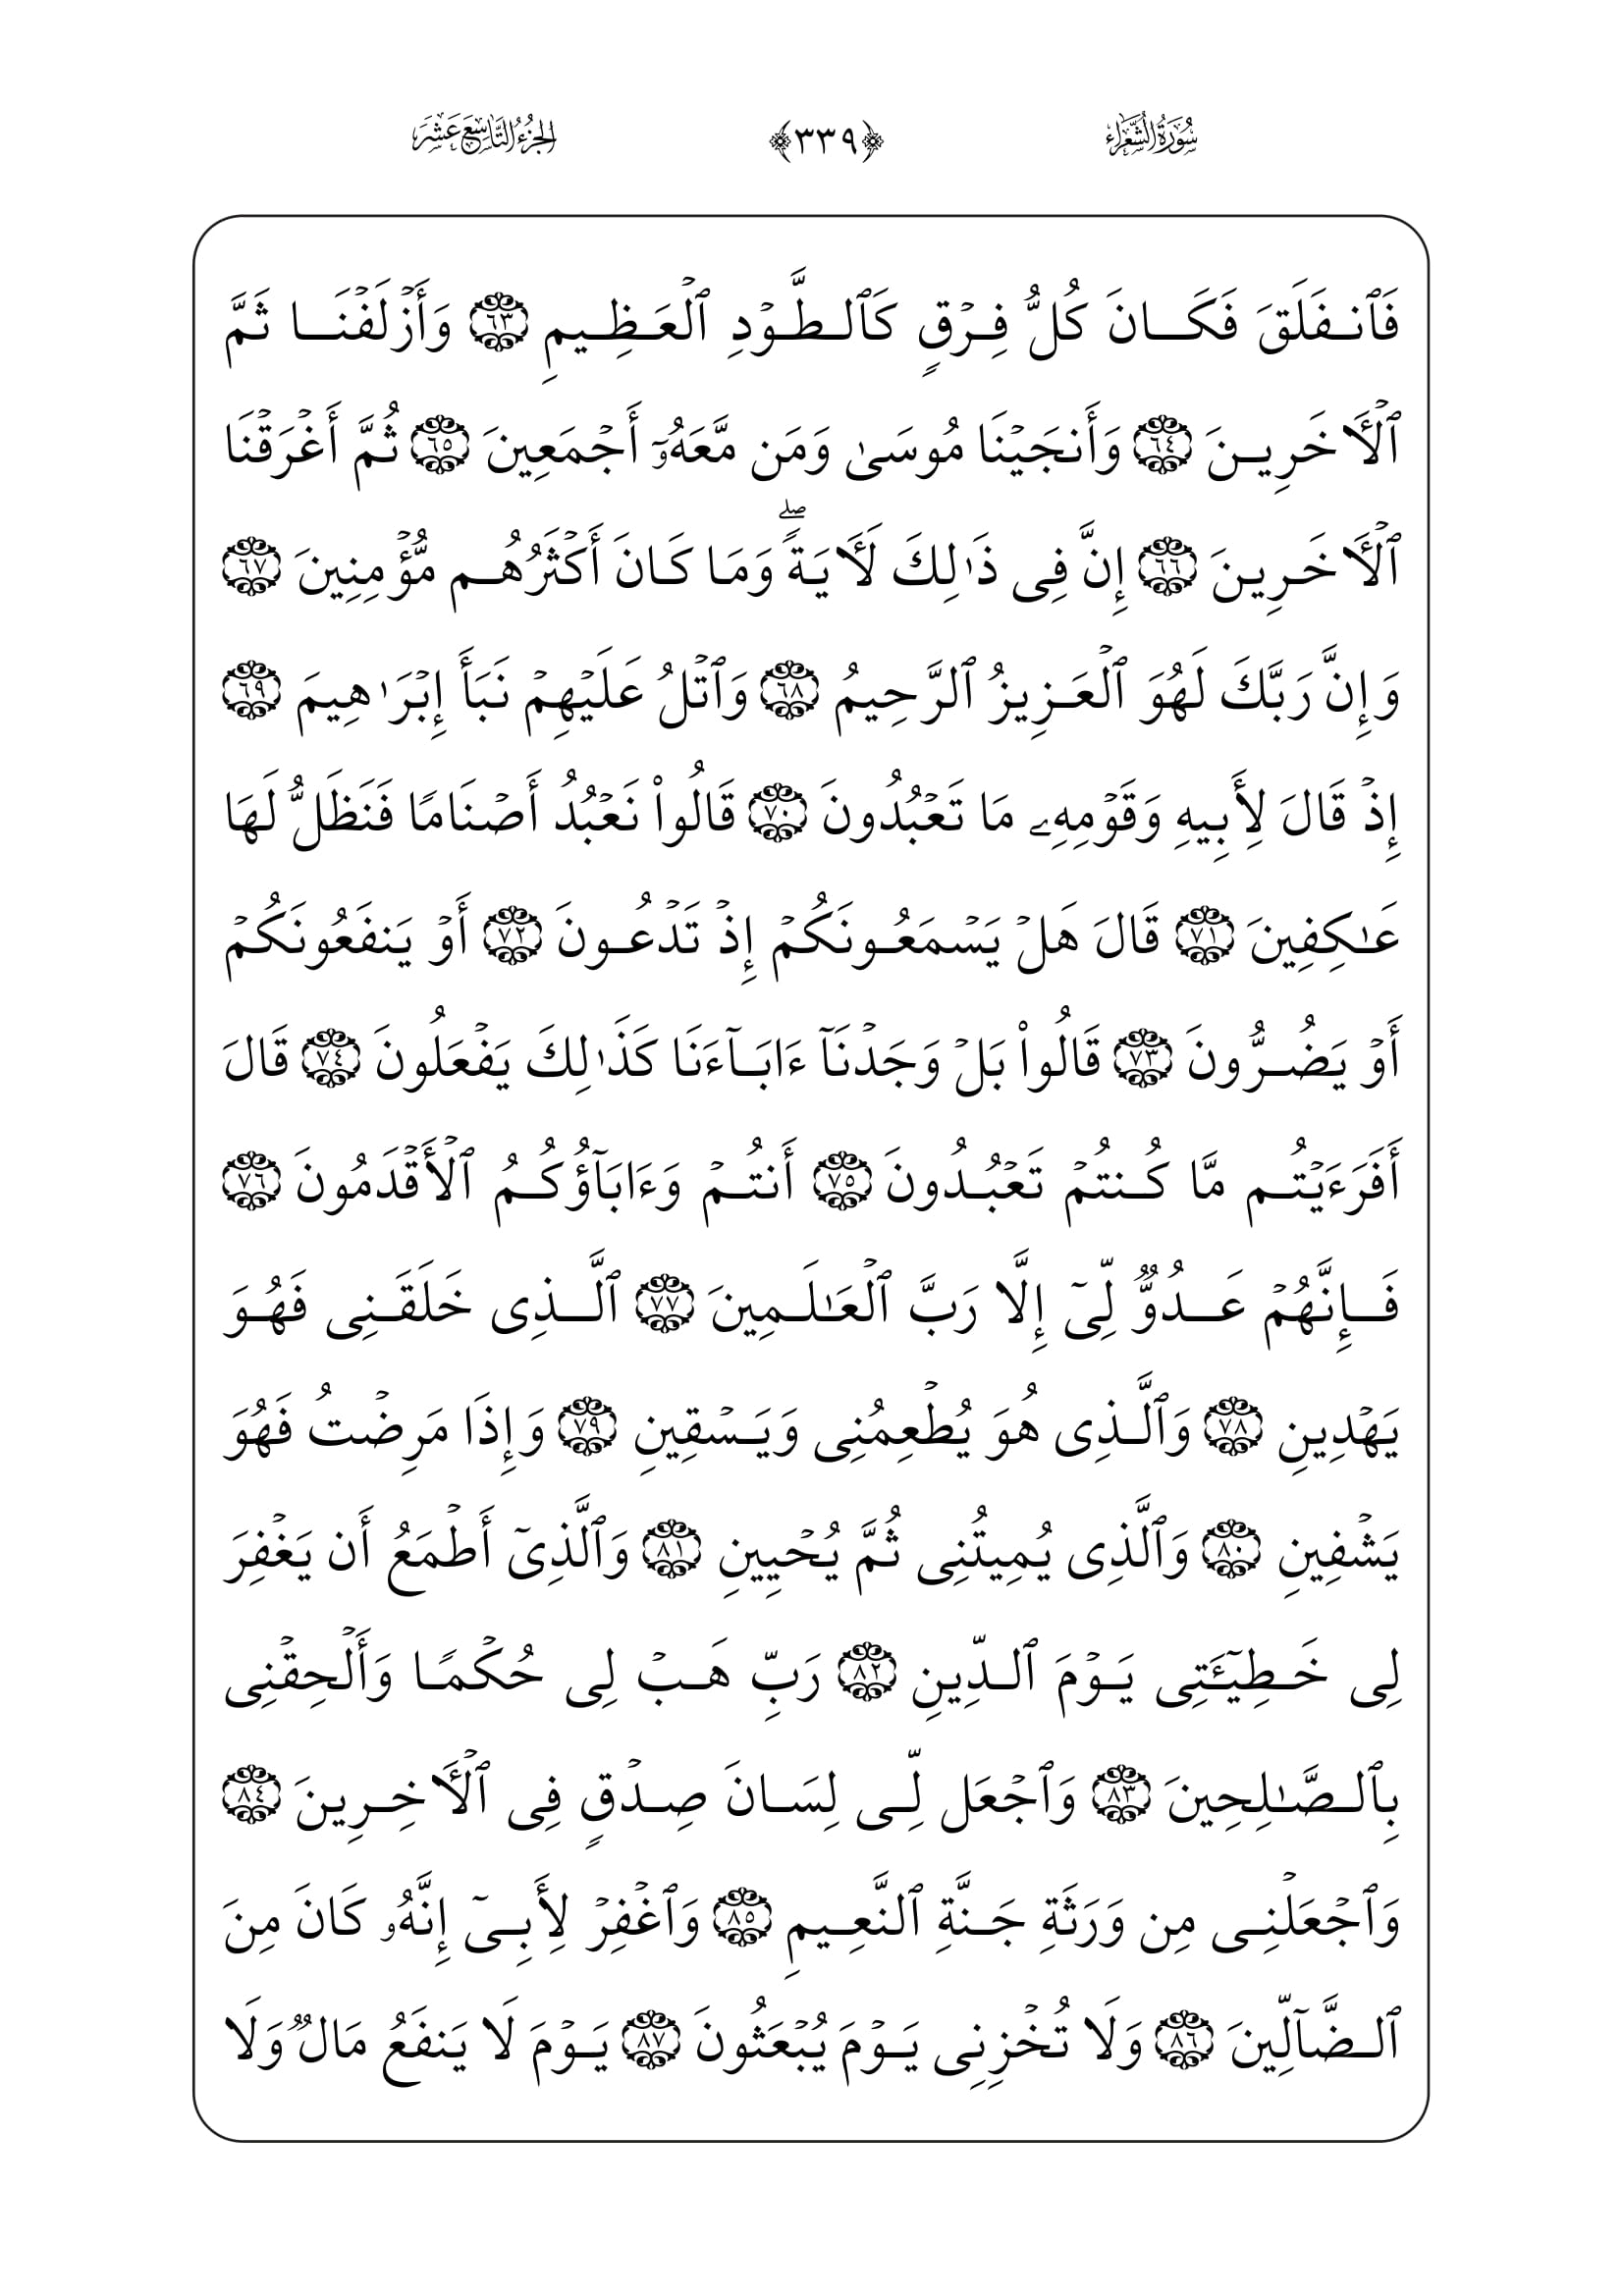 سُورَةُ الشُّعَرَاء ﴿٣٣٩﴾ الجُزْءُ التَّاسِعَ عَشَرَ
فَٱنفَلَقَ فَكَانَ كُلُّ فِرۡقٍ كَٱلطَّوۡدِ ٱلۡعَظِيمِ ٦٣ وَأَزۡلَفۡنَا ثَمَّ
ٱلۡأٓخَرِينَ ٦٤ وَأَنجَيۡنَا مُوسَىٰ وَمَن مَّعَهُۥٓ أَجۡمَعِينَ ٦٥ ثُمَّ أَغۡرَقۡنَا
ٱلۡأٓخَرِينَ ٦٦ إِنَّ فِى ذَٰلِكَ لَأٓيَةًۖ وَمَا كَانَ أَكۡثَرُهُم مُّؤۡمِنِينَ ٦٧
وَإِنَّ رَبَّكَ لَهُوَ ٱلۡعَزِيزُ ٱلرَّحِيمُ ٦٨ وَٱتۡلُ عَلَيۡهِمۡ نَبَأَ إِبۡرَٰهِيمَ ٦٩
إِذۡ قَالَ لِأَبِيهِ وَقَوۡمِهِۦ مَا تَعۡبُدُونَ ٧٠ قَالُوا۟ نَعۡبُدُ أَصۡنَامًا فَنَظَلُّ لَهَا
عَـٰكِفِينَ ٧١ قَالَ هَلۡ يَسۡمَعُونَكُمۡ إِذۡ تَدۡعُونَ ٧٢ أَوۡ يَنفَعُونَكُمۡ
أَوۡ يَضُرُّونَ ٧٣ قَالُوا۟ بَلۡ وَجَدۡنَآ ءَابَآءَنَا كَذَٰلِكَ يَفۡعَلُونَ ٧٤ قَالَ
أَفَرَءَيۡتُم مَّا كُنتُمۡ تَعۡبُدُونَ ٧٥ أَنتُمۡ وَءَابَآؤُكُمُ ٱلۡأَقۡدَمُونَ ٧٦
فَإِنَّهُمۡ عَدُوٌّ لِّىٓ إِلَّا رَبَّ ٱلۡعَـٰلَمِينَ ٧٧ ٱلَّذِى خَلَقَنِى فَهُوَ
يَهۡدِينِ ٧٨ وَٱلَّذِى هُوَ يُطۡعِمُنِى وَيَسۡقِينِ ٧٩ وَإِذَا مَرِضۡتُ فَهُوَ
يَشۡفِينِ ٨٠ وَٱلَّذِى يُمِيتُنِى ثُمَّ يُحۡيِينِ ٨١ وَٱلَّذِىٓ أَطۡمَعُ أَن يَغۡفِرَ
لِى خَطِيٓـَٔتِى يَوۡمَ ٱلدِّينِ ٨٢ رَبِّ هَبۡ لِى حُكۡمًا وَأَلۡحِقۡنِى
بِٱلصَّـٰلِحِينَ ٨٣ وَٱجۡعَل لِّى لِسَانَ صِدۡقٍ فِى ٱلۡأٓخِرِينَ ٨٤
وَٱجۡعَلۡنِى مِن وَرَثَةِ جَنَّةِ ٱلنَّعِيمِ ٨٥ وَٱغۡفِرۡ لِأَبِىٓ إِنَّهُۥ كَانَ مِنَ
ٱلضَّآلِّينَ ٨٦ وَلَا تُخۡزِنِى يَوۡمَ يُبۡعَثُونَ ٨٧ يَوۡمَ لَا يَنفَعُ مَالٌ وَلَا